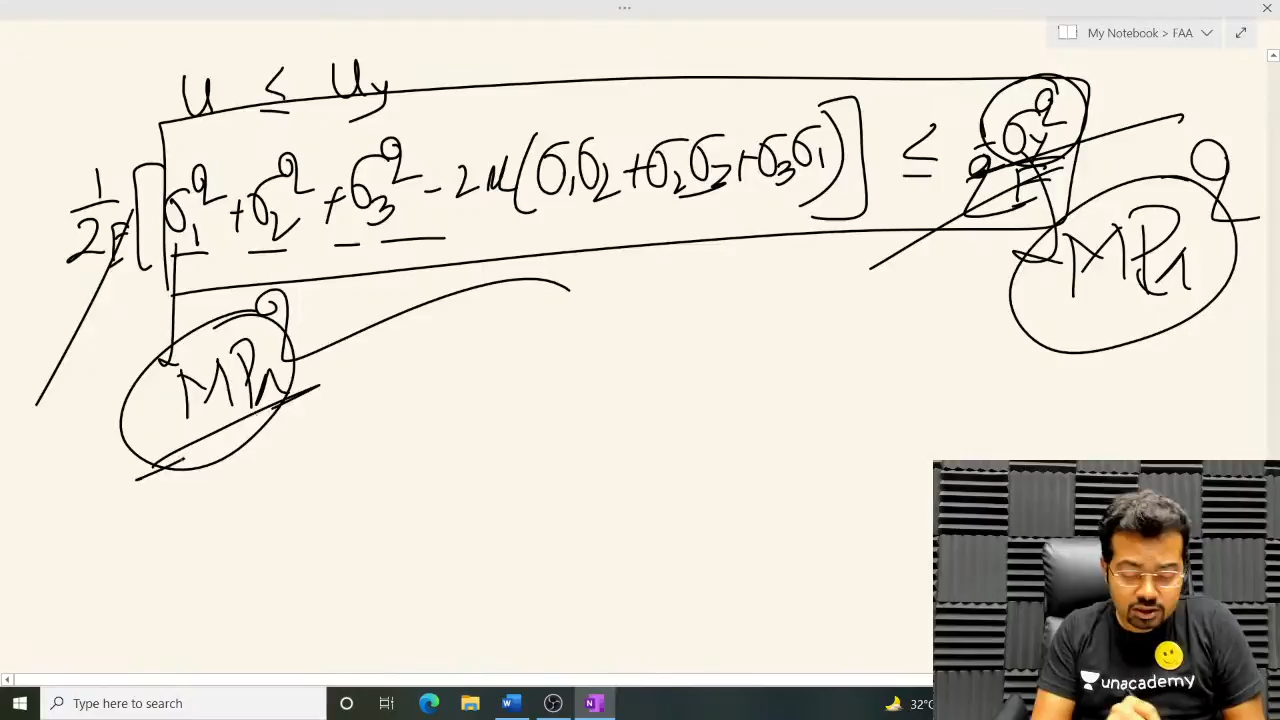 My Notebook > FAA
u ≤ uy
1/2E [σ₁² + σ₂² + σ₃² - 2μ(σ₁σ₂ + σ₂σ₃ + σ₃σ₁)] ≤ σy²/2E
MPa²
MPa²
unacademy
Type here to search
32°C